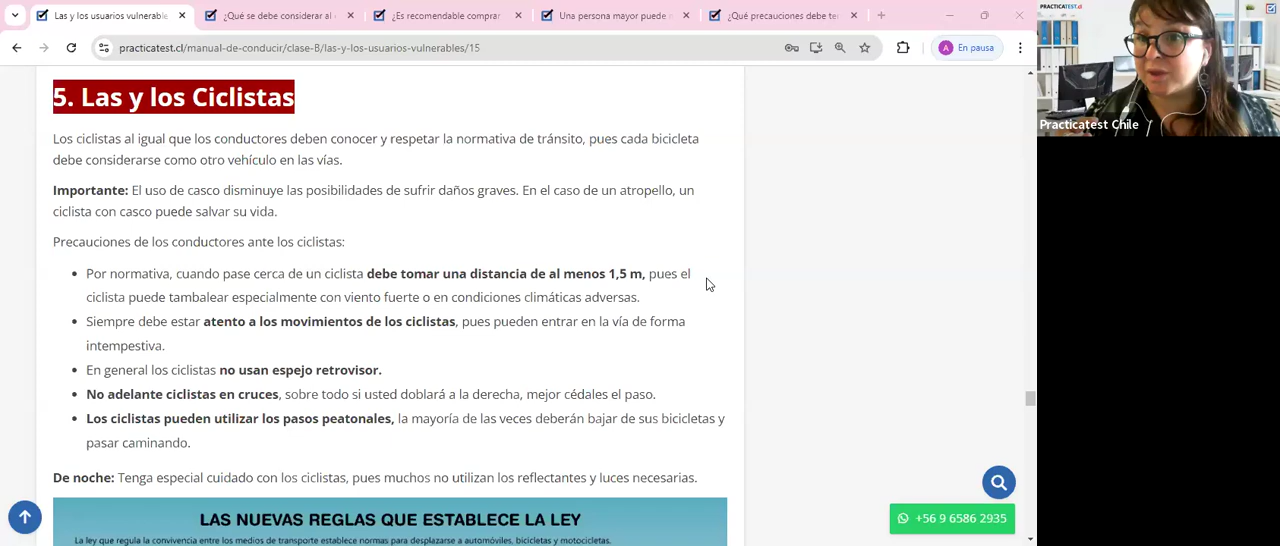 Las y los usuarios vulnerable
¿Qué se debe considerar al
¿Es recomendable comprar
Una persona mayor puede t
¿Qué precauciones debe ten
practicatest.cl/manual-de-conducir/clase-B/las-y-los-usuarios-vulnerables/15
A En pausa
PRACTICATEST.cl
Practicatest Chile
5. Las y los Ciclistas
Los ciclistas al igual que los conductores deben conocer y respetar la normativa de tránsito, pues cada bicicleta
debe considerarse como otro vehículo en las vías.
Importante: El uso de casco disminuye las posibilidades de sufrir daños graves. En el caso de un atropello, un
ciclista con casco puede salvar su vida.
Precauciones de los conductores ante los ciclistas:
• Por normativa, cuando pase cerca de un ciclista debe tomar una distancia de al menos 1,5 m, pues el
ciclista puede tambalear especialmente con viento fuerte o en condiciones climáticas adversas.
• Siempre debe estar atento a los movimientos de los ciclistas, pues pueden entrar en la vía de forma
intempestiva.
• En general los ciclistas no usan espejo retrovisor.
• No adelante ciclistas en cruces, sobre todo si usted doblará a la derecha, mejor cédales el paso.
• Los ciclistas pueden utilizar los pasos peatonales, la mayoría de las veces deberán bajar de sus bicicletas y
pasar caminando.
De noche: Tenga especial cuidado con los ciclistas, pues muchos no utilizan los reflectantes y luces necesarias.
LAS NUEVAS REGLAS QUE ESTABLECE LA LEY
La ley que regula la convivencia entre los medios de transporte establece normas para desplazarse a automóviles, bicicletas y motocicletas.
+56 9 6586 2935